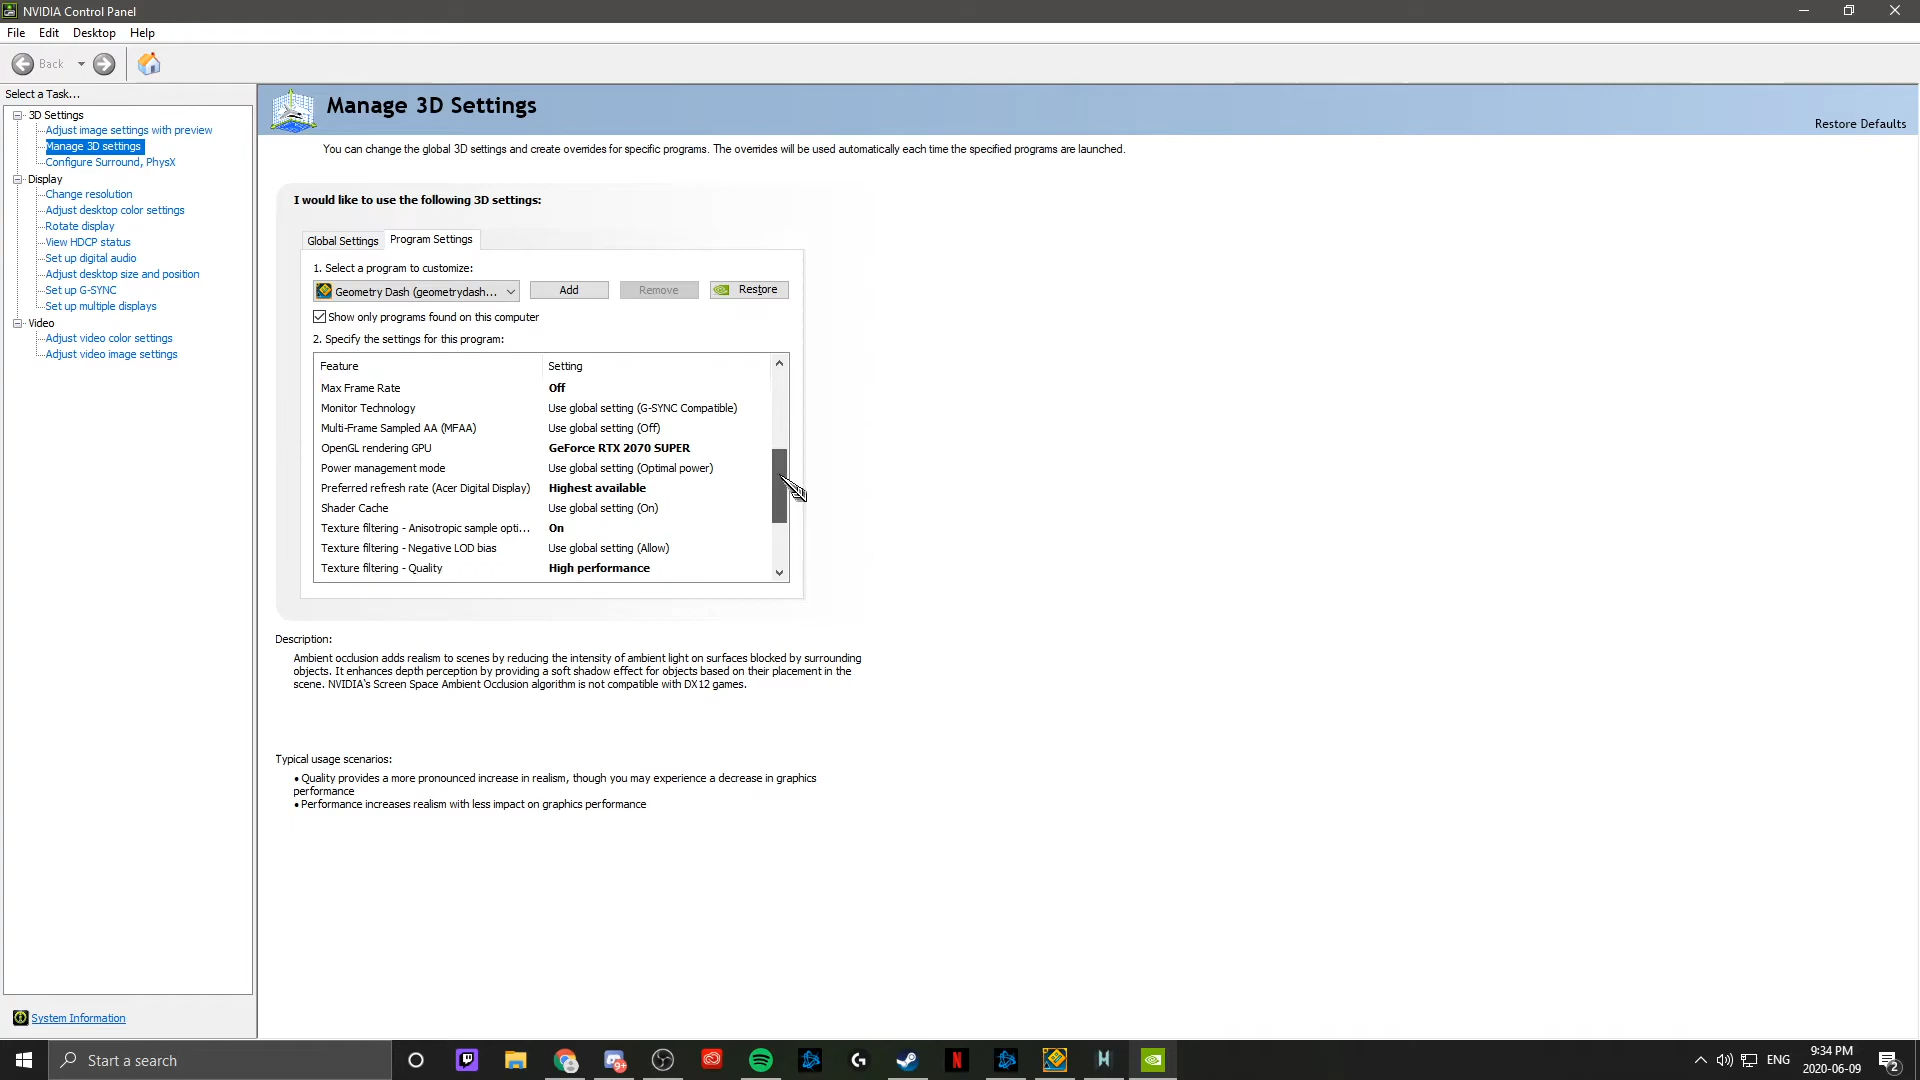 NVIDIA Control Panel
File Edit Desktop Help
Back
Select a Task...
3D Settings
Adjust image settings with preview
Manage 3D settings
Configure Surround, PhysX
Display
Change resolution
Adjust desktop color settings
Rotate display
View HDCP status
Set up digital audio
Adjust desktop size and position
Set up G-SYNC
Set up multiple displays
Video
Adjust video color settings
Adjust video image settings
System Information
Manage 3D Settings
Restore Defaults
You can change the global 3D settings and create overrides for specific programs. The overrides will be used automatically each time the specified programs are launched.
I would like to use the following 3D settings:
Global Settings Program Settings
1. Select a program to customize:
Geometry Dash (geometrydash... Add Remove Restore
Show only programs found on this computer
2. Specify the settings for this program:
Feature Setting
Max Frame Rate Off
Monitor Technology Use global setting (G-SYNC Compatible)
Multi-Frame Sampled AA (MFAA) Use global setting (Off)
OpenGL rendering GPU GeForce RTX 2070 SUPER
Power management mode Use global setting (Optimal power)
Preferred refresh rate (Acer Digital Display) Highest available
Shader Cache Use global setting (On)
Texture filtering - Anisotropic sample opti... On
Texture filtering - Negative LOD bias Use global setting (Allow)
Texture filtering - Quality High performance
Description:
Ambient occlusion adds realism to scenes by reducing the intensity of ambient light on surfaces blocked by surrounding
objects. It enhances depth perception by providing a soft shadow effect for objects based on their placement in the
scene. NVIDIA's Screen Space Ambient Occlusion algorithm is not compatible with DX12 games.
Typical usage scenarios:
• Quality provides a more pronounced increase in realism, though you may experience a decrease in graphics
performance
• Performance increases realism with less impact on graphics performance
Start a search
ENG
9:34 PM
2020-06-09
2